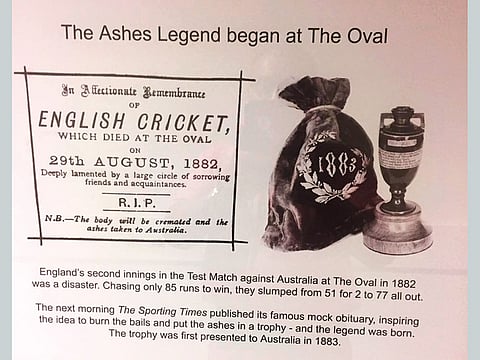 The Ashes Legend began at The Oval
In Affectionate Remembrance
OF
ENGLISH CRICKET,
WHICH DIED AT THE OVAL
ON
29th AUGUST, 1882,
Deeply lamented by a large circle of sorrowing
friends and acquaintances.
R.I.P.
N.B.—The body will be cremated and the
ashes taken to Australia.
1883
England's second innings in the Test Match against Australia at The Oval in 1882
was a disaster. Chasing only 85 runs to win, they slumped from 51 for 2 to 77 all out.
The next morning The Sporting Times published its famous mock obituary, inspiring
the idea to burn the bails and put the ashes in a trophy - and the legend was born.
The trophy was first presented to Australia in 1883.